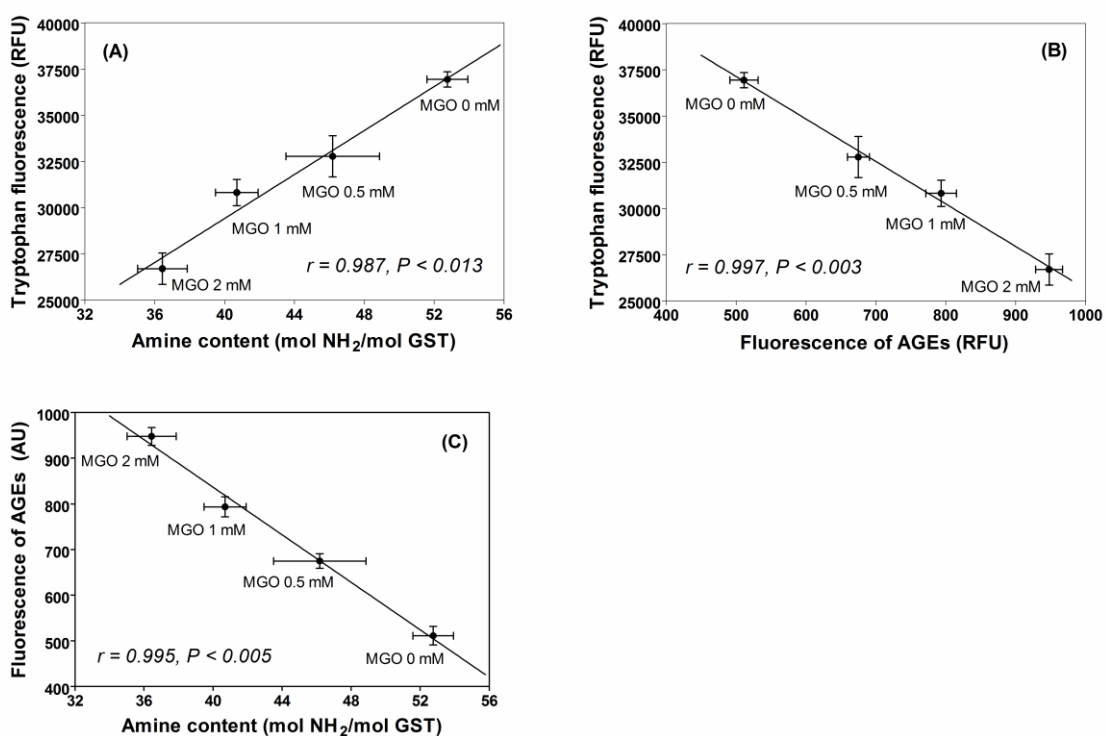 (A)
Tryptophan fluorescence (RFU)
40000
37500
35000
32500
30000
27500
25000
MGO 0 mM
MGO 0.5 mM
MGO 1 mM
MGO 2 mM
r = 0.987, P < 0.013
32 36 40 44 48 52 56
Amine content (mol NH₂/mol GST)
(B)
Tryptophan fluorescence (RFU)
40000
37500
35000
32500
30000
27500
25000
MGO 0 mM
MGO 0.5 mM
MGO 1 mM
MGO 2 mM
r = 0.997, P < 0.003
400 500 600 700 800 900 1000
Fluorescence of AGEs (RFU)
(C)
Fluorescence of AGEs (AU)
1000
900
800
700
600
500
400
MGO 2 mM
MGO 1 mM
MGO 0.5 mM
MGO 0 mM
r = 0.995, P < 0.005
32 36 40 44 48 52 56
Amine content (mol NH₂/mol GST)